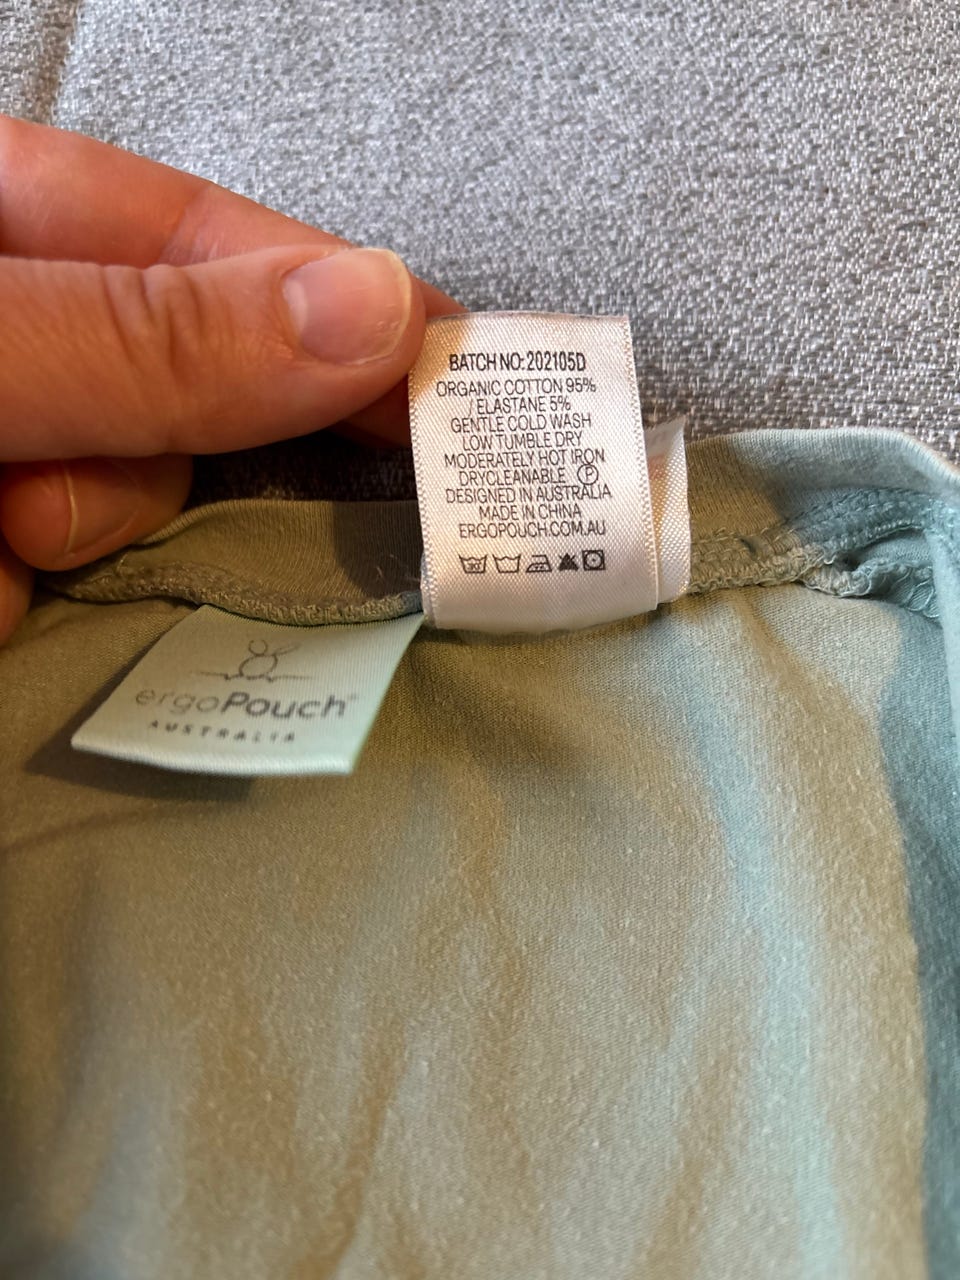 BATCH NO: 202105D
ORGANIC COTTON 95%
/ ELASTANE 5%
GENTLE COLD WASH
LOW TUMBLE DRY
MODERATELY HOT IRON
DRYCLEANABLE Ⓟ
DESIGNED IN AUSTRALIA
MADE IN CHINA
ERGOPOUCH.COM.AU
ergoPouch®
AUSTRALIA